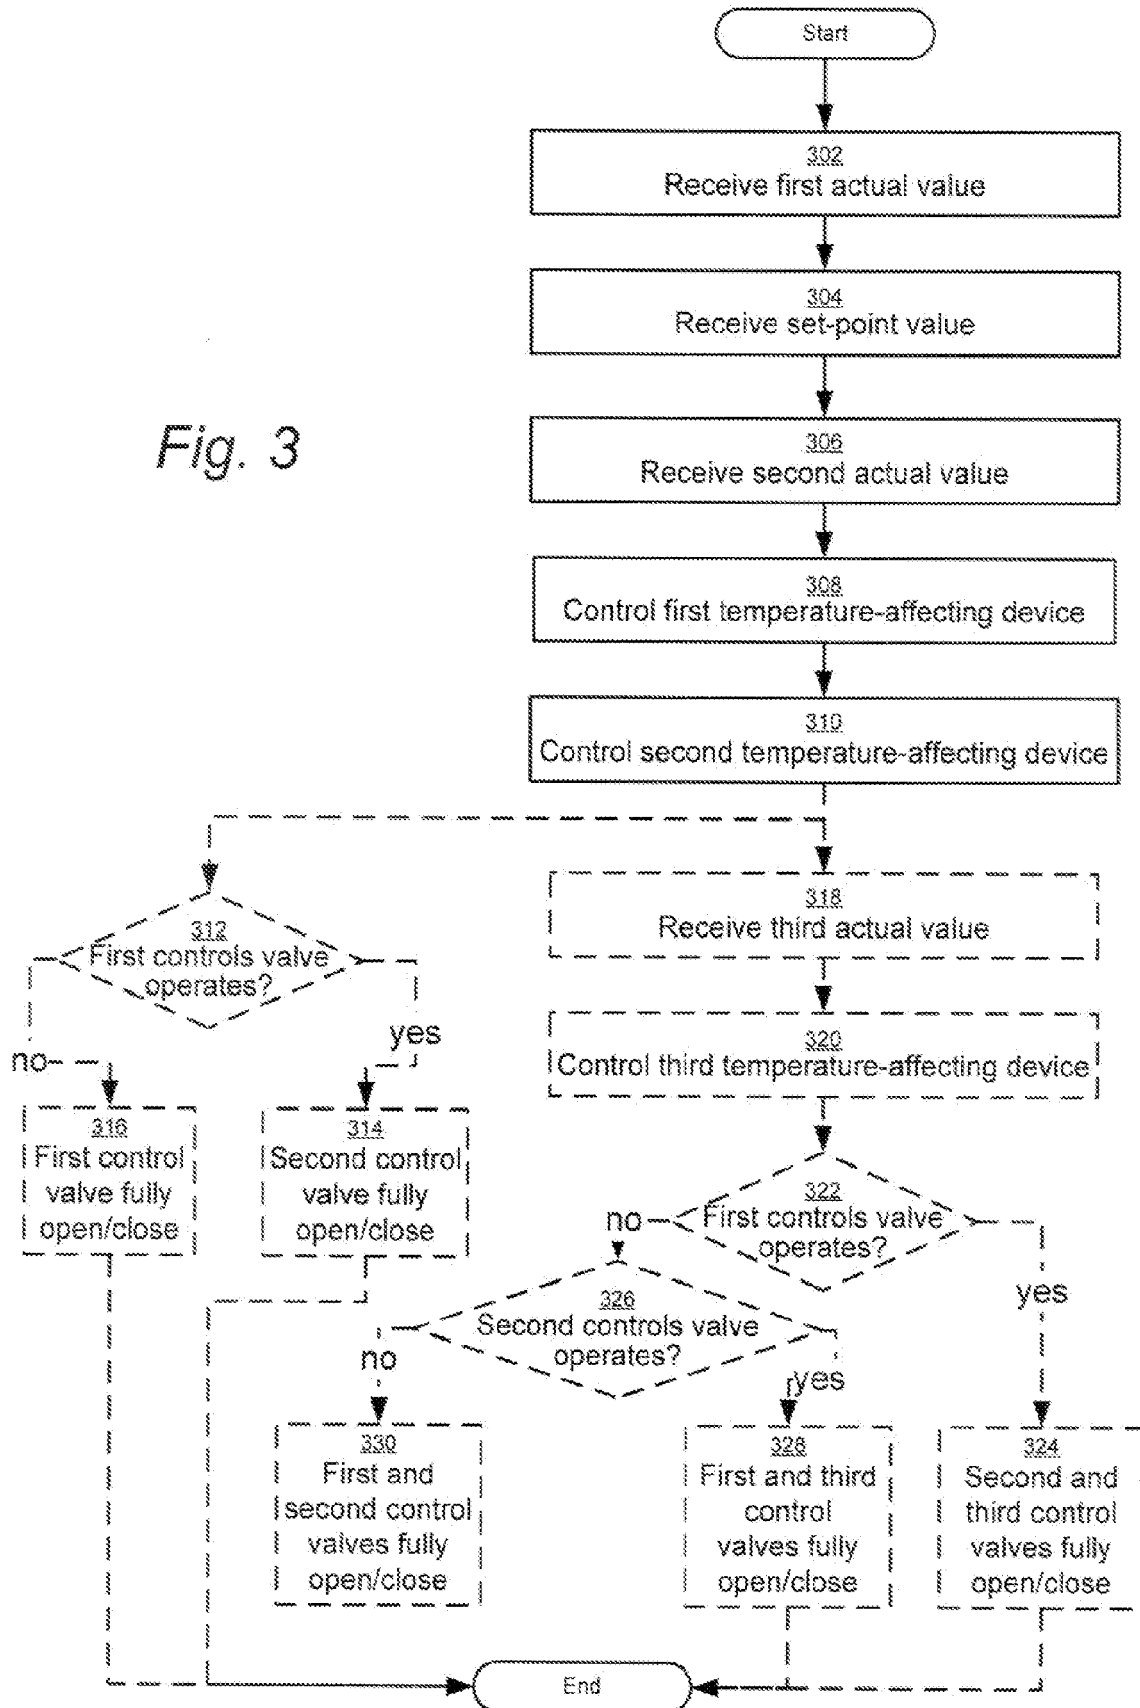 Start
302
Receive first actual value
304
Receive set-point value
306
Receive second actual value
Fig. 3
308
Control first temperature-affecting device
310
Control second temperature-affecting device
312
First controls valve
operates?
no
yes
316
First control
valve fully
open/close
314
Second control
valve fully
open/close
318
Receive third actual value
320
Control third temperature-affecting device
322
First controls valve
operates?
no
yes
326
Second controls valve
operates?
no
yes
330
First and
second control
valves fully
open/close
328
First and third
control
valves fully
open/close
324
Second and
third control
valves fully
open/close
End